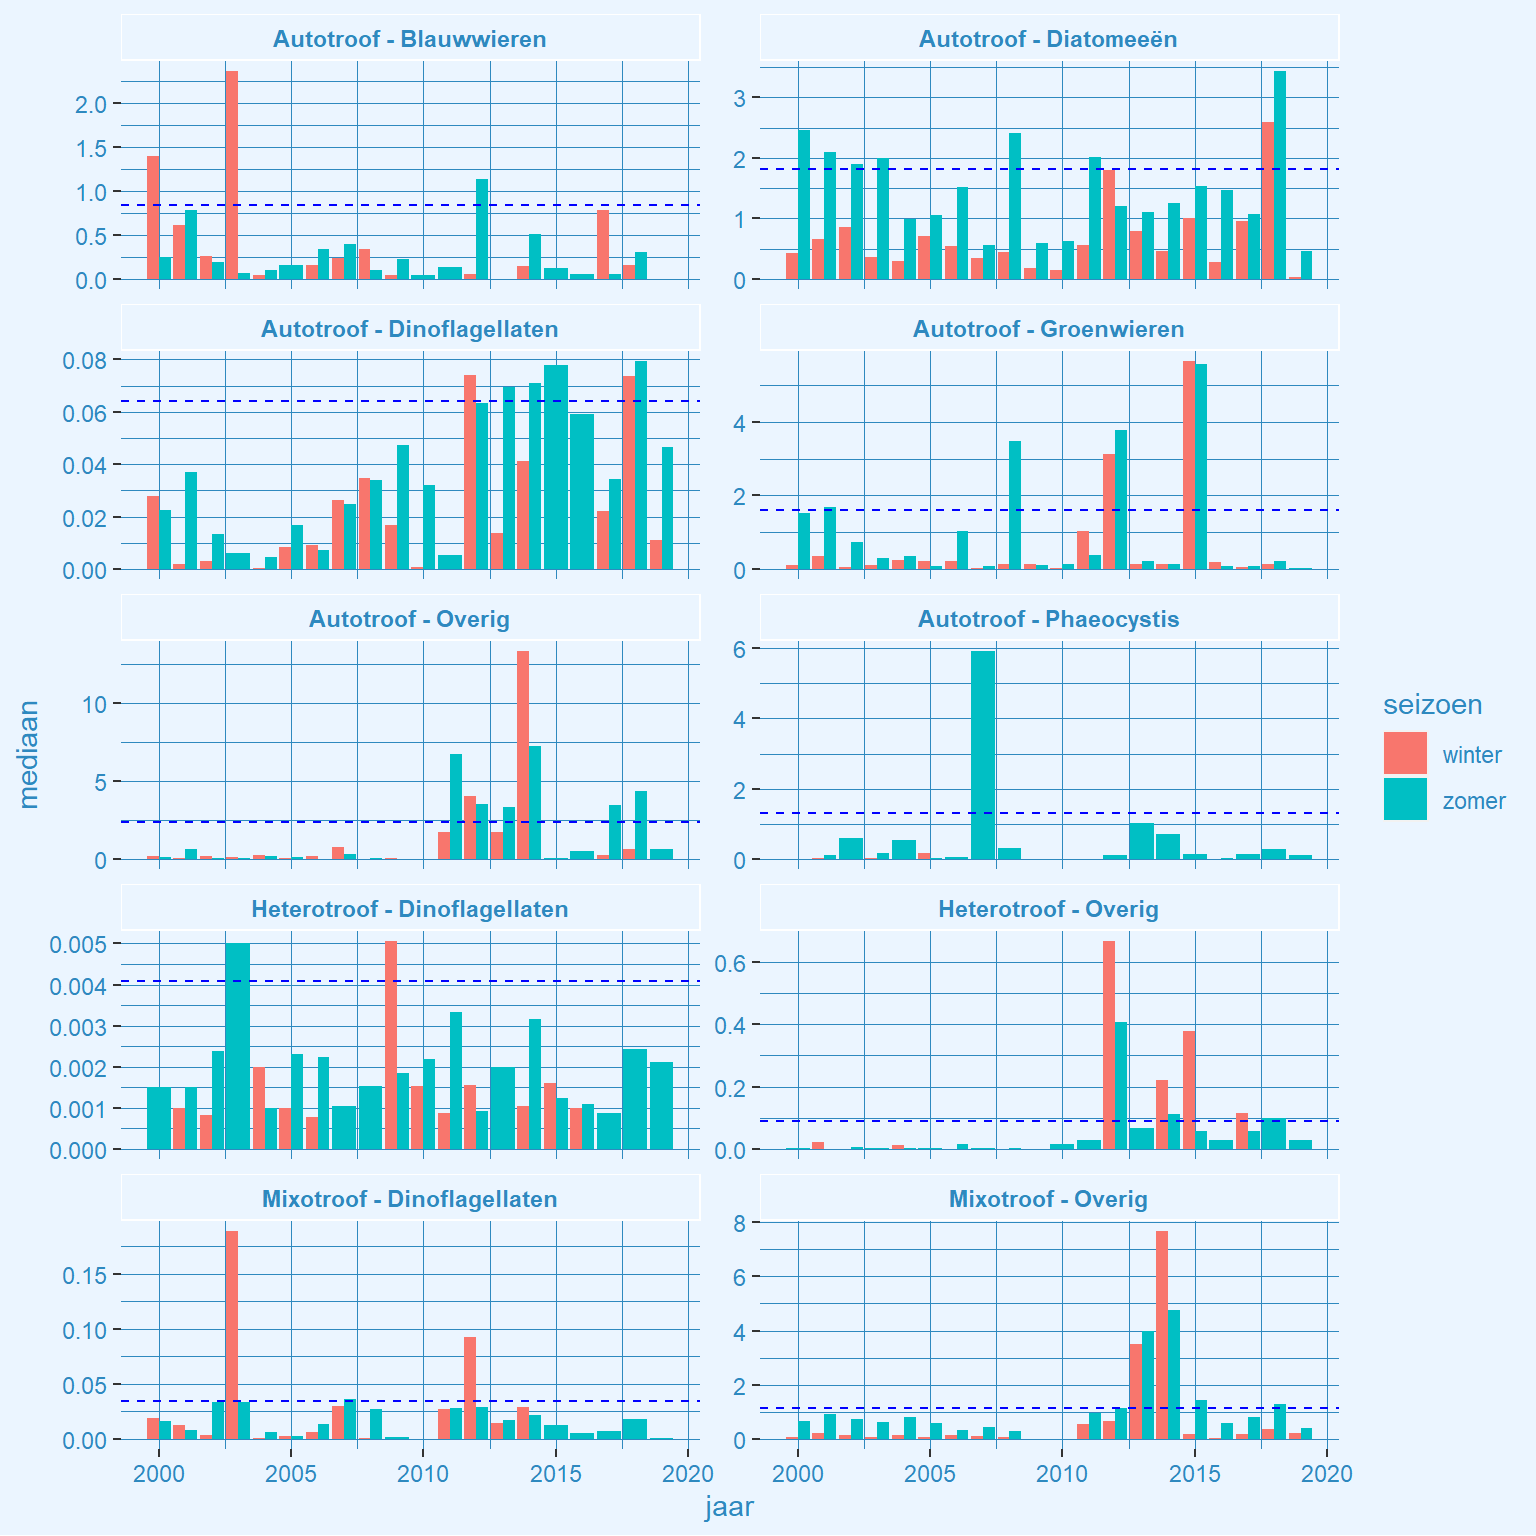 Autotroof - Blauwwieren
Autotroof - Diatomeeën
2.0
1.5
1.0
0.5
0.0
3
2
1
0
Autotroof - Dinoflagellaten
Autotroof - Groenwieren
0.08
0.06
0.04
0.02
0.00
4
2
0
Autotroof - Overig
Autotroof - Phaeocystis
10
5
0
6
4
2
0
mediaan
Heterotroof - Dinoflagellaten
Heterotroof - Overig
0.005
0.004
0.003
0.002
0.001
0.000
0.6
0.4
0.2
0.0
Mixotroof - Dinoflagellaten
Mixotroof - Overig
0.15
0.10
0.05
0.00
8
6
4
2
0
2000 2005 2010 2015 2020
2000 2005 2010 2015 2020
jaar
seizoen
winter
zomer